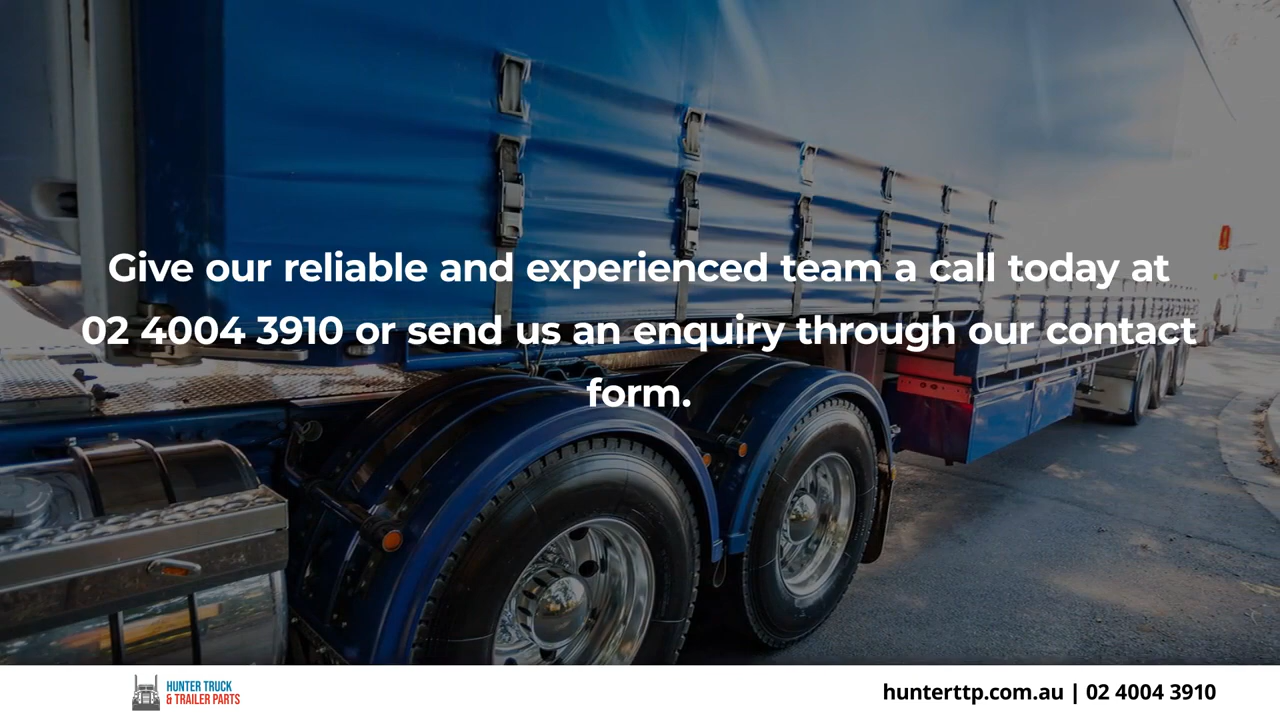 Give our reliable and experienced team a call today at
02 4004 3910 or send us an enquiry through our contact
form.
HUNTER TRUCK
& TRAILER PARTS
hunterttp.com.au | 02 4004 3910